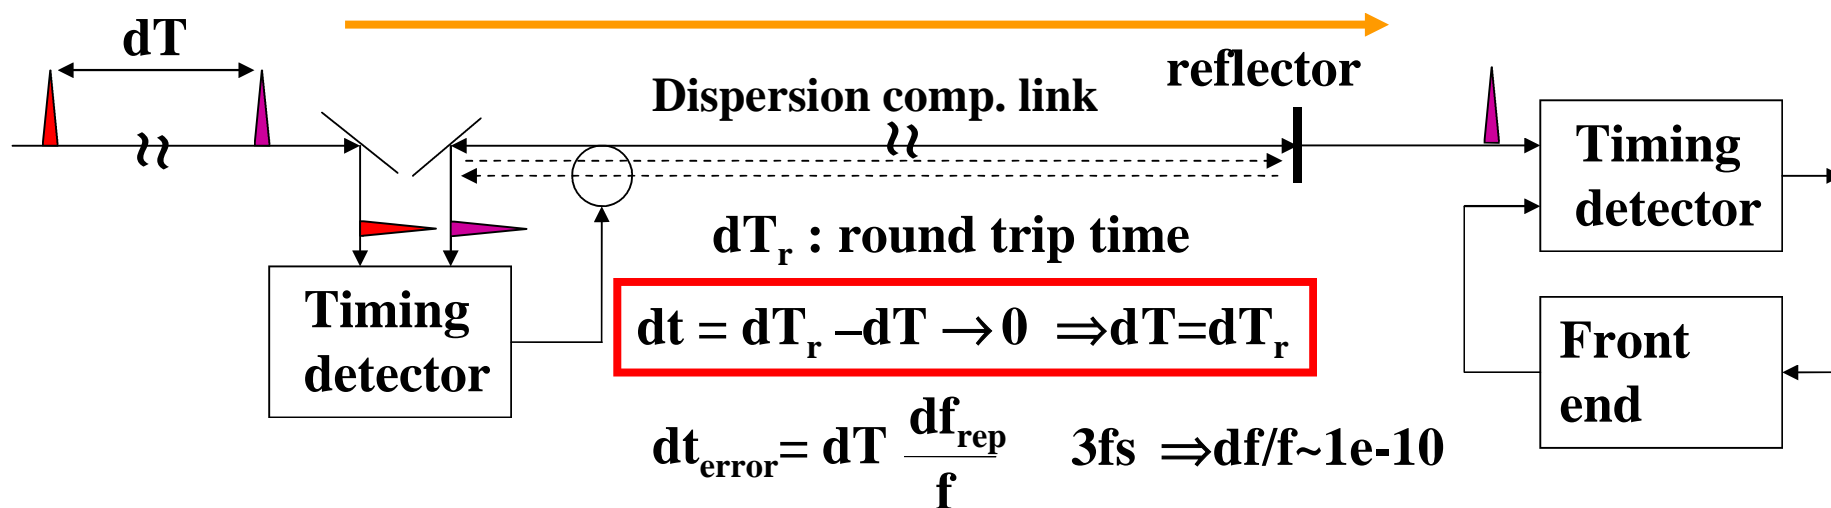 dT
reflector
Dispersion comp. link
Timing
detector
dTr : round trip time
Timing
detector
dt = dTr –dT →0 ⇒dT=dTr
Front
end
dterror= dT dfrep/f 3fs ⇒df/f~1e-10